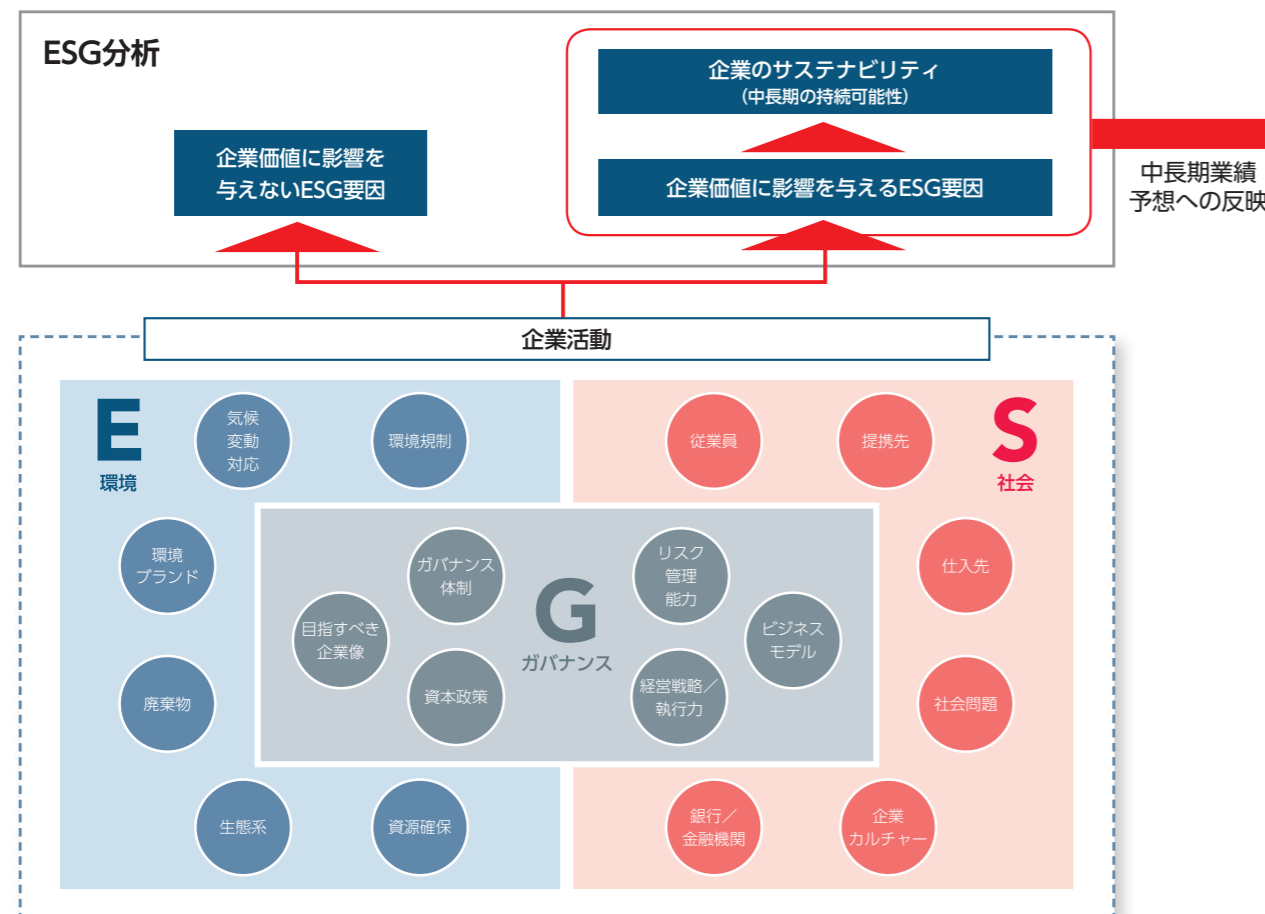 ESG分析
企業のサステナビリティ
（中長期の持続可能性）
企業価値に影響を
与えないESG要因
企業価値に影響を与えるESG要因
中長期業績
予想への反映
企業活動
E
環境
気候
変動
対応
環境規制
環境
ブランド
廃棄物
生態系
資源確保
従業員
提携先
S
社会
仕入先
社会問題
銀行／
金融機関
企業
カルチャー
目指すべき
企業像
ガバナンス
体制
資本政策
G
ガバナンス
リスク
管理
能力
経営戦略／
執行力
ビジネス
モデル